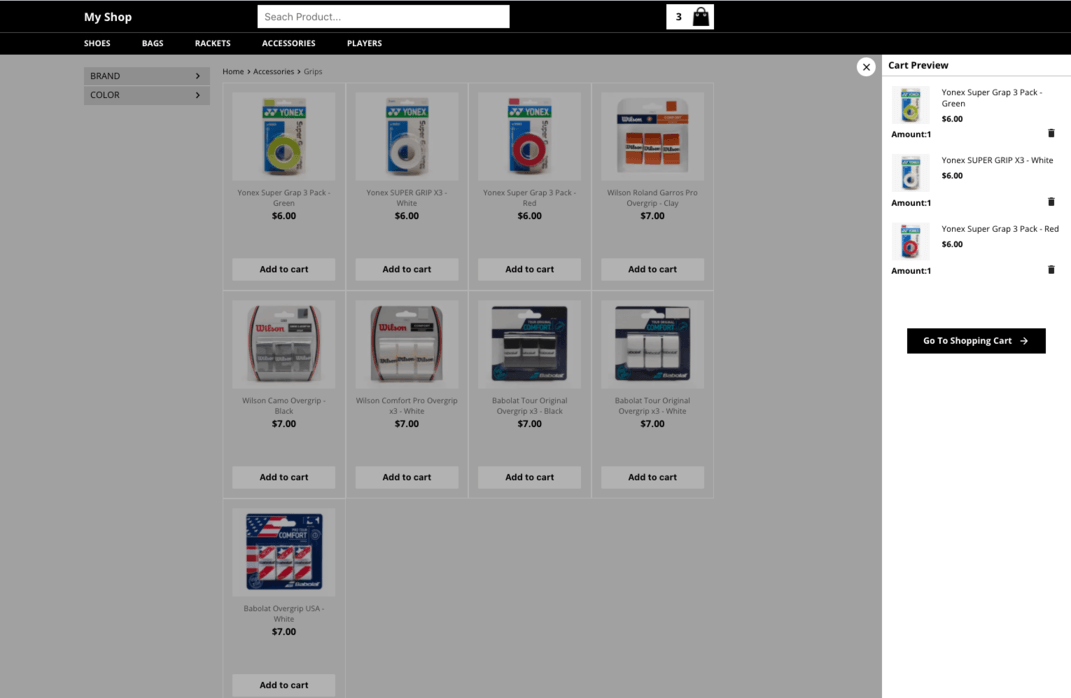 My Shop
Seach Product...
3
SHOES BAGS RACKETS ACCESSORIES PLAYERS
BRAND
COLOR
Home > Accessories > Grips
YONEX
YONEX
YONEX
Wilson
Yonex Super Grap 3 Pack -
Green
$6.00
Add to cart
Yonex SUPER GRIP X3 -
White
$6.00
Add to cart
Yonex Super Grap 3 Pack -
Red
$6.00
Add to cart
Wilson Roland Garros Pro
Overgrip - Clay
$7.00
Add to cart
Wilson
Wilson
COMFORT
Babolat
COMFORT
Babolat
Wilson Camo Overgrip -
Black
$7.00
Add to cart
Wilson Comfort Pro Overgrip
x3 - White
$7.00
Add to cart
Babolat Tour Original
Overgrip x3 - Black
$7.00
Add to cart
Babolat Tour Original
Overgrip x3 - White
$7.00
Add to cart
COMFORT
Babolat
Babolat Overgrip USA -
White
$7.00
Add to cart
Cart Preview
Yonex Super Grap 3 Pack -
Green
$6.00
Amount:1
Yonex SUPER GRIP X3 - White
$6.00
Amount:1
Yonex Super Grap 3 Pack - Red
$6.00
Amount:1
Go To Shopping Cart →